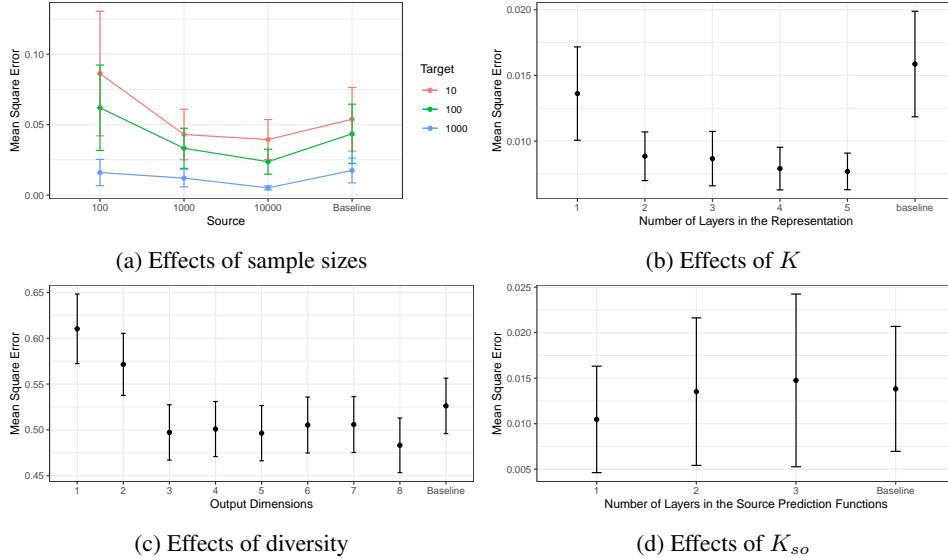 Mean Square Error
0.10
0.05
0.00
100
1000
10000
Baseline
Source
Target
10
100
1000
(a) Effects of sample sizes
Mean Square Error
0.020
0.015
0.010
1
2
3
4
5
baseline
Number of Layers in the Representation
(b) Effects of K
Mean Square Error
0.65
0.60
0.55
0.50
0.45
1
2
3
4
5
6
7
8
Baseline
Output Dimensions
(c) Effects of diversity
Mean Square Error
0.025
0.020
0.015
0.010
0.005
1
2
3
Baseline
Number of Layers in the Source Prediction Functions
(d) Effects of K_{so}